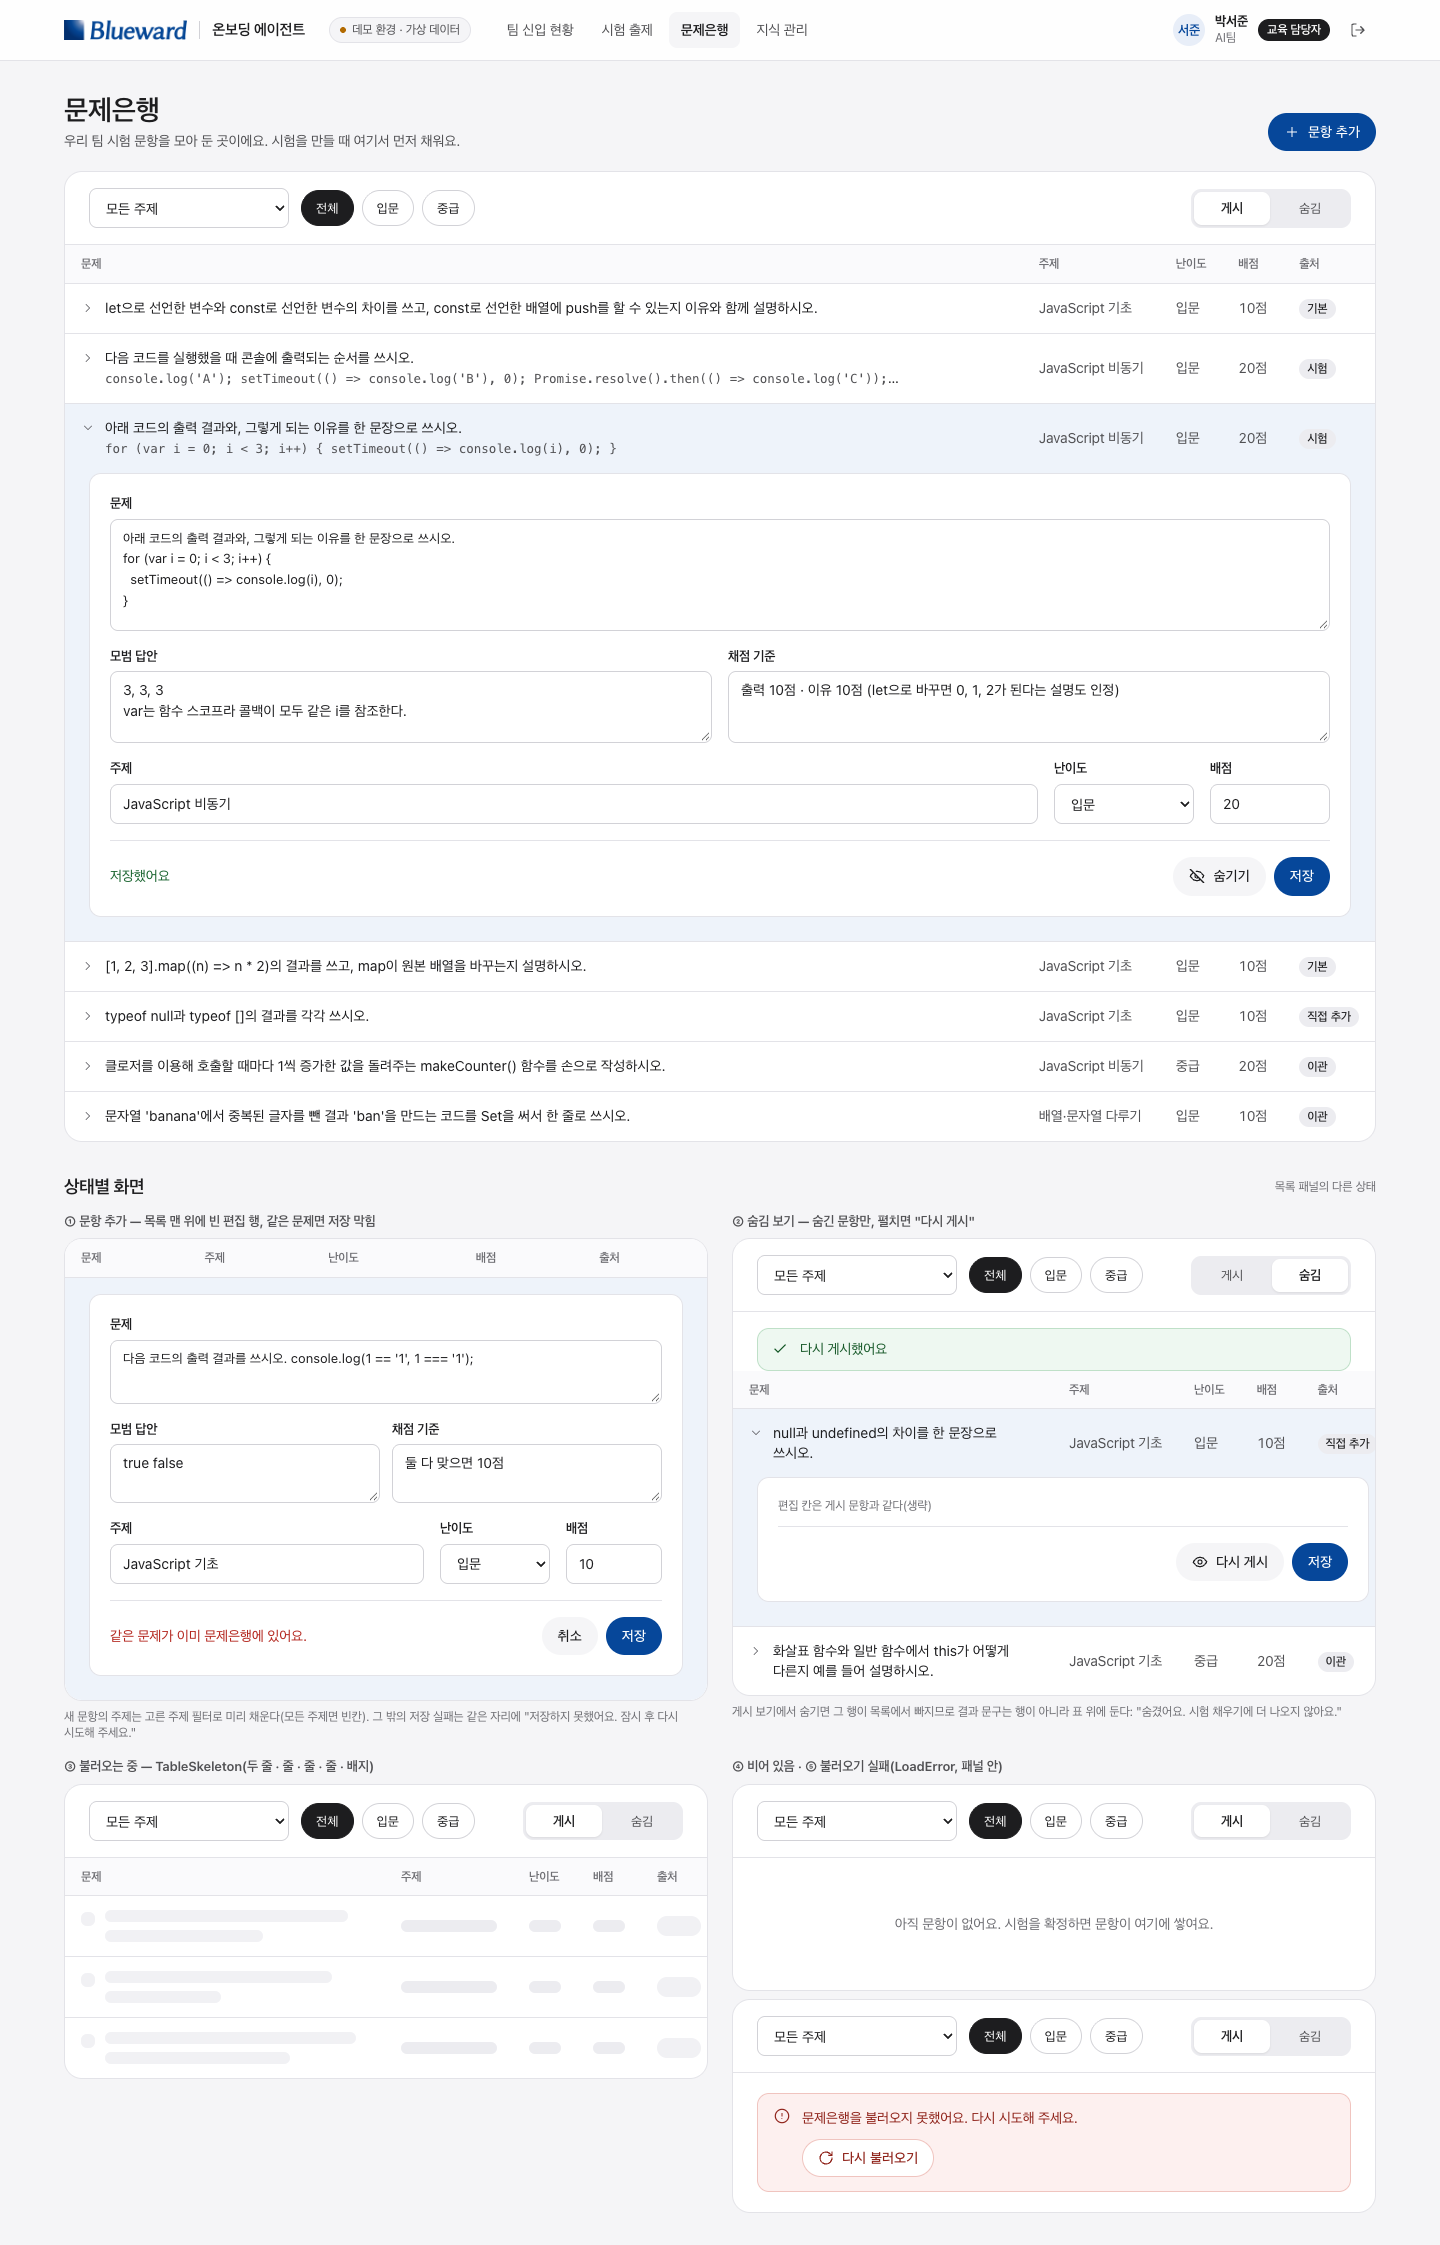 Blueward 온보딩 에이전트 데모 환경 · 가상 데이터 팀 신입 현황 시험 출제 문제은행 지식 관리 서준 박서준 AI팀 교육 담당자
문제은행
우리 팀 시험 문항을 모아 둔 곳이에요. 시험을 만들 때 여기서 먼저 채워요.
문항 추가
모든 주제 전체 입문 중급 게시 숨김
문제 주제 난이도 배점 출처
let으로 선언한 변수와 const로 선언한 변수의 차이를 쓰고, const로 선언한 배열에 push를 할 수 있는지 이유와 함께 설명하시오. JavaScript 기초 입문 10점 기본
다음 코드를 실행했을 때 콘솔에 출력되는 순서를 쓰시오.
console.log('A'); setTimeout(() => console.log('B'), 0); Promise.resolve().then(() => console.log('C'));… JavaScript 비동기 입문 20점 시험
아래 코드의 출력 결과와, 그렇게 되는 이유를 한 문장으로 쓰시오.
for (var i = 0; i < 3; i++) { setTimeout(() => console.log(i), 0); } JavaScript 비동기 입문 20점 시험
문제
아래 코드의 출력 결과와, 그렇게 되는 이유를 한 문장으로 쓰시오.
for (var i = 0; i < 3; i++) {
setTimeout(() => console.log(i), 0);
}
모범 답안 채점 기준
3, 3, 3 출력 10점 · 이유 10점 (let으로 바꾸면 0, 1, 2가 된다는 설명도 인정)
var는 함수 스코프라 콜백이 모두 같은 i를 참조한다.
주제 난이도 배점
JavaScript 비동기 입문 20
저장했어요 숨기기 저장
[1, 2, 3].map((n) => n * 2)의 결과를 쓰고, map이 원본 배열을 바꾸는지 설명하시오. JavaScript 기초 입문 10점 기본
typeof null과 typeof []의 결과를 각각 쓰시오. JavaScript 기초 입문 10점 직접 추가
클로저를 이용해 호출할 때마다 1씩 증가한 값을 돌려주는 makeCounter() 함수를 손으로 작성하시오. JavaScript 비동기 중급 20점 이관
문자열 'banana'에서 중복된 글자를 뺀 결과 'ban'을 만드는 코드를 Set을 써서 한 줄로 쓰시오. 배열·문자열 다루기 입문 10점 이관
상태별 화면 목록 패널의 다른 상태
① 문항 추가 — 목록 맨 위에 빈 편집 행, 같은 문제면 저장 막힘
문제 주제 난이도 배점 출처
문제
다음 코드의 출력 결과를 쓰시오. console.log(1 == '1', 1 === '1');
모범 답안 채점 기준
true false 둘 다 맞으면 10점
주제 난이도 배점
JavaScript 기초 입문 10
같은 문제가 이미 문제은행에 있어요. 취소 저장
새 문항의 주제는 고른 주제 필터로 미리 채운다(모든 주제면 빈칸). 그 밖의 저장 실패는 같은 자리에 "저장하지 못했어요. 잠시 후 다시
시도해 주세요."
② 숨김 보기 — 숨긴 문항만, 펼치면 "다시 게시"
모든 주제 전체 입문 중급 게시 숨김
다시 게시했어요
문제 주제 난이도 배점 출처
null과 undefined의 차이를 한 문장으로
쓰시오. JavaScript 기초 입문 10점 직접 추가
편집 칸은 게시 문항과 같다(생략)
다시 게시 저장
화살표 함수와 일반 함수에서 this가 어떻게
다른지 예를 들어 설명하시오. JavaScript 기초 중급 20점 이관
게시 보기에서 숨기면 그 행이 목록에서 빠지므로 결과 문구는 행이 아니라 표 위에 둔다: "숨겼어요. 시험 채우기에 더 나오지 않아요."
③ 불러오는 중 — TableSkeleton(두 줄 · 줄 · 줄 · 줄 · 배지)
모든 주제 전체 입문 중급 게시 숨김
문제 주제 난이도 배점 출처
④ 비어 있음 · ⑤ 불러오기 실패(LoadError, 패널 안)
모든 주제 전체 입문 중급 게시 숨김
아직 문항이 없어요. 시험을 확정하면 문항이 여기에 쌓여요.
모든 주제 전체 입문 중급 게시 숨김
문제은행을 불러오지 못했어요. 다시 시도해 주세요.
다시 불러오기